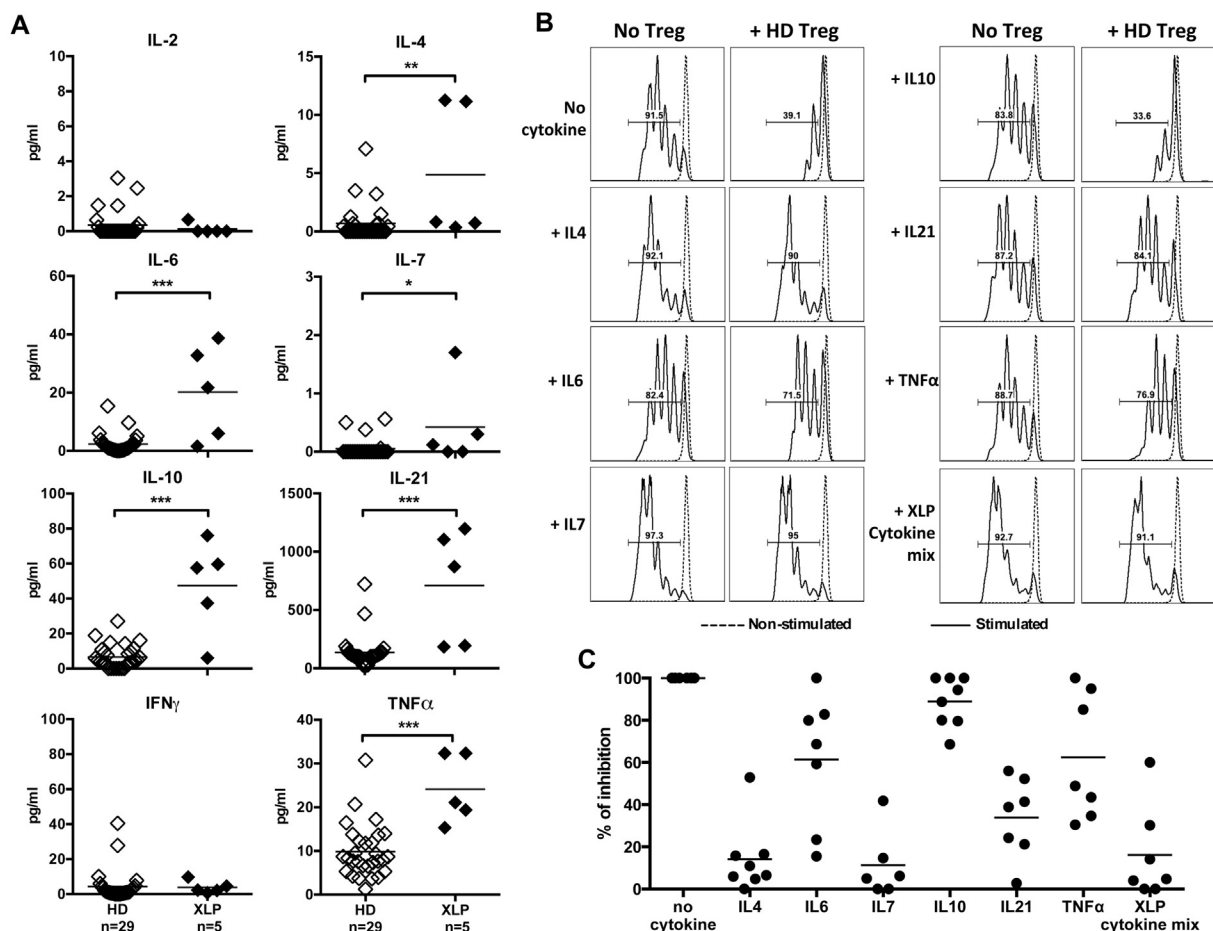 A
IL-2
pg/ml
10
8
6
4
2
0
IL-4
pg/ml
15
10
5
0
**
IL-6
pg/ml
60
40
20
0
***
IL-7
pg/ml
3
2
1
0
*
IL-10
pg/ml
100
80
60
40
20
0
***
IL-21
pg/ml
1500
1000
500
0
***
IFNγ
pg/ml
100
80
60
40
20
0
HD XLP
n=29 n=5
TNFα
pg/ml
40
30
20
10
0
***
HD XLP
n=29 n=5
B
No Treg + HD Treg No Treg + HD Treg
No cytokine
91.5 39.1
+ IL10
83.8 33.6
+ IL4
92.1 90
+ IL21
87.2 84.1
+ IL6
82.4 71.5
+ TNFα
88.7 76.9
+ IL7
97.3 95
+ XLP
Cytokine
mix
92.7 91.1
Non-stimulated Stimulated
C
% of inhibition
100
80
60
40
20
0
no cytokine IL4 IL6 IL7 IL10 IL21 TNFα XLP cytokine mix